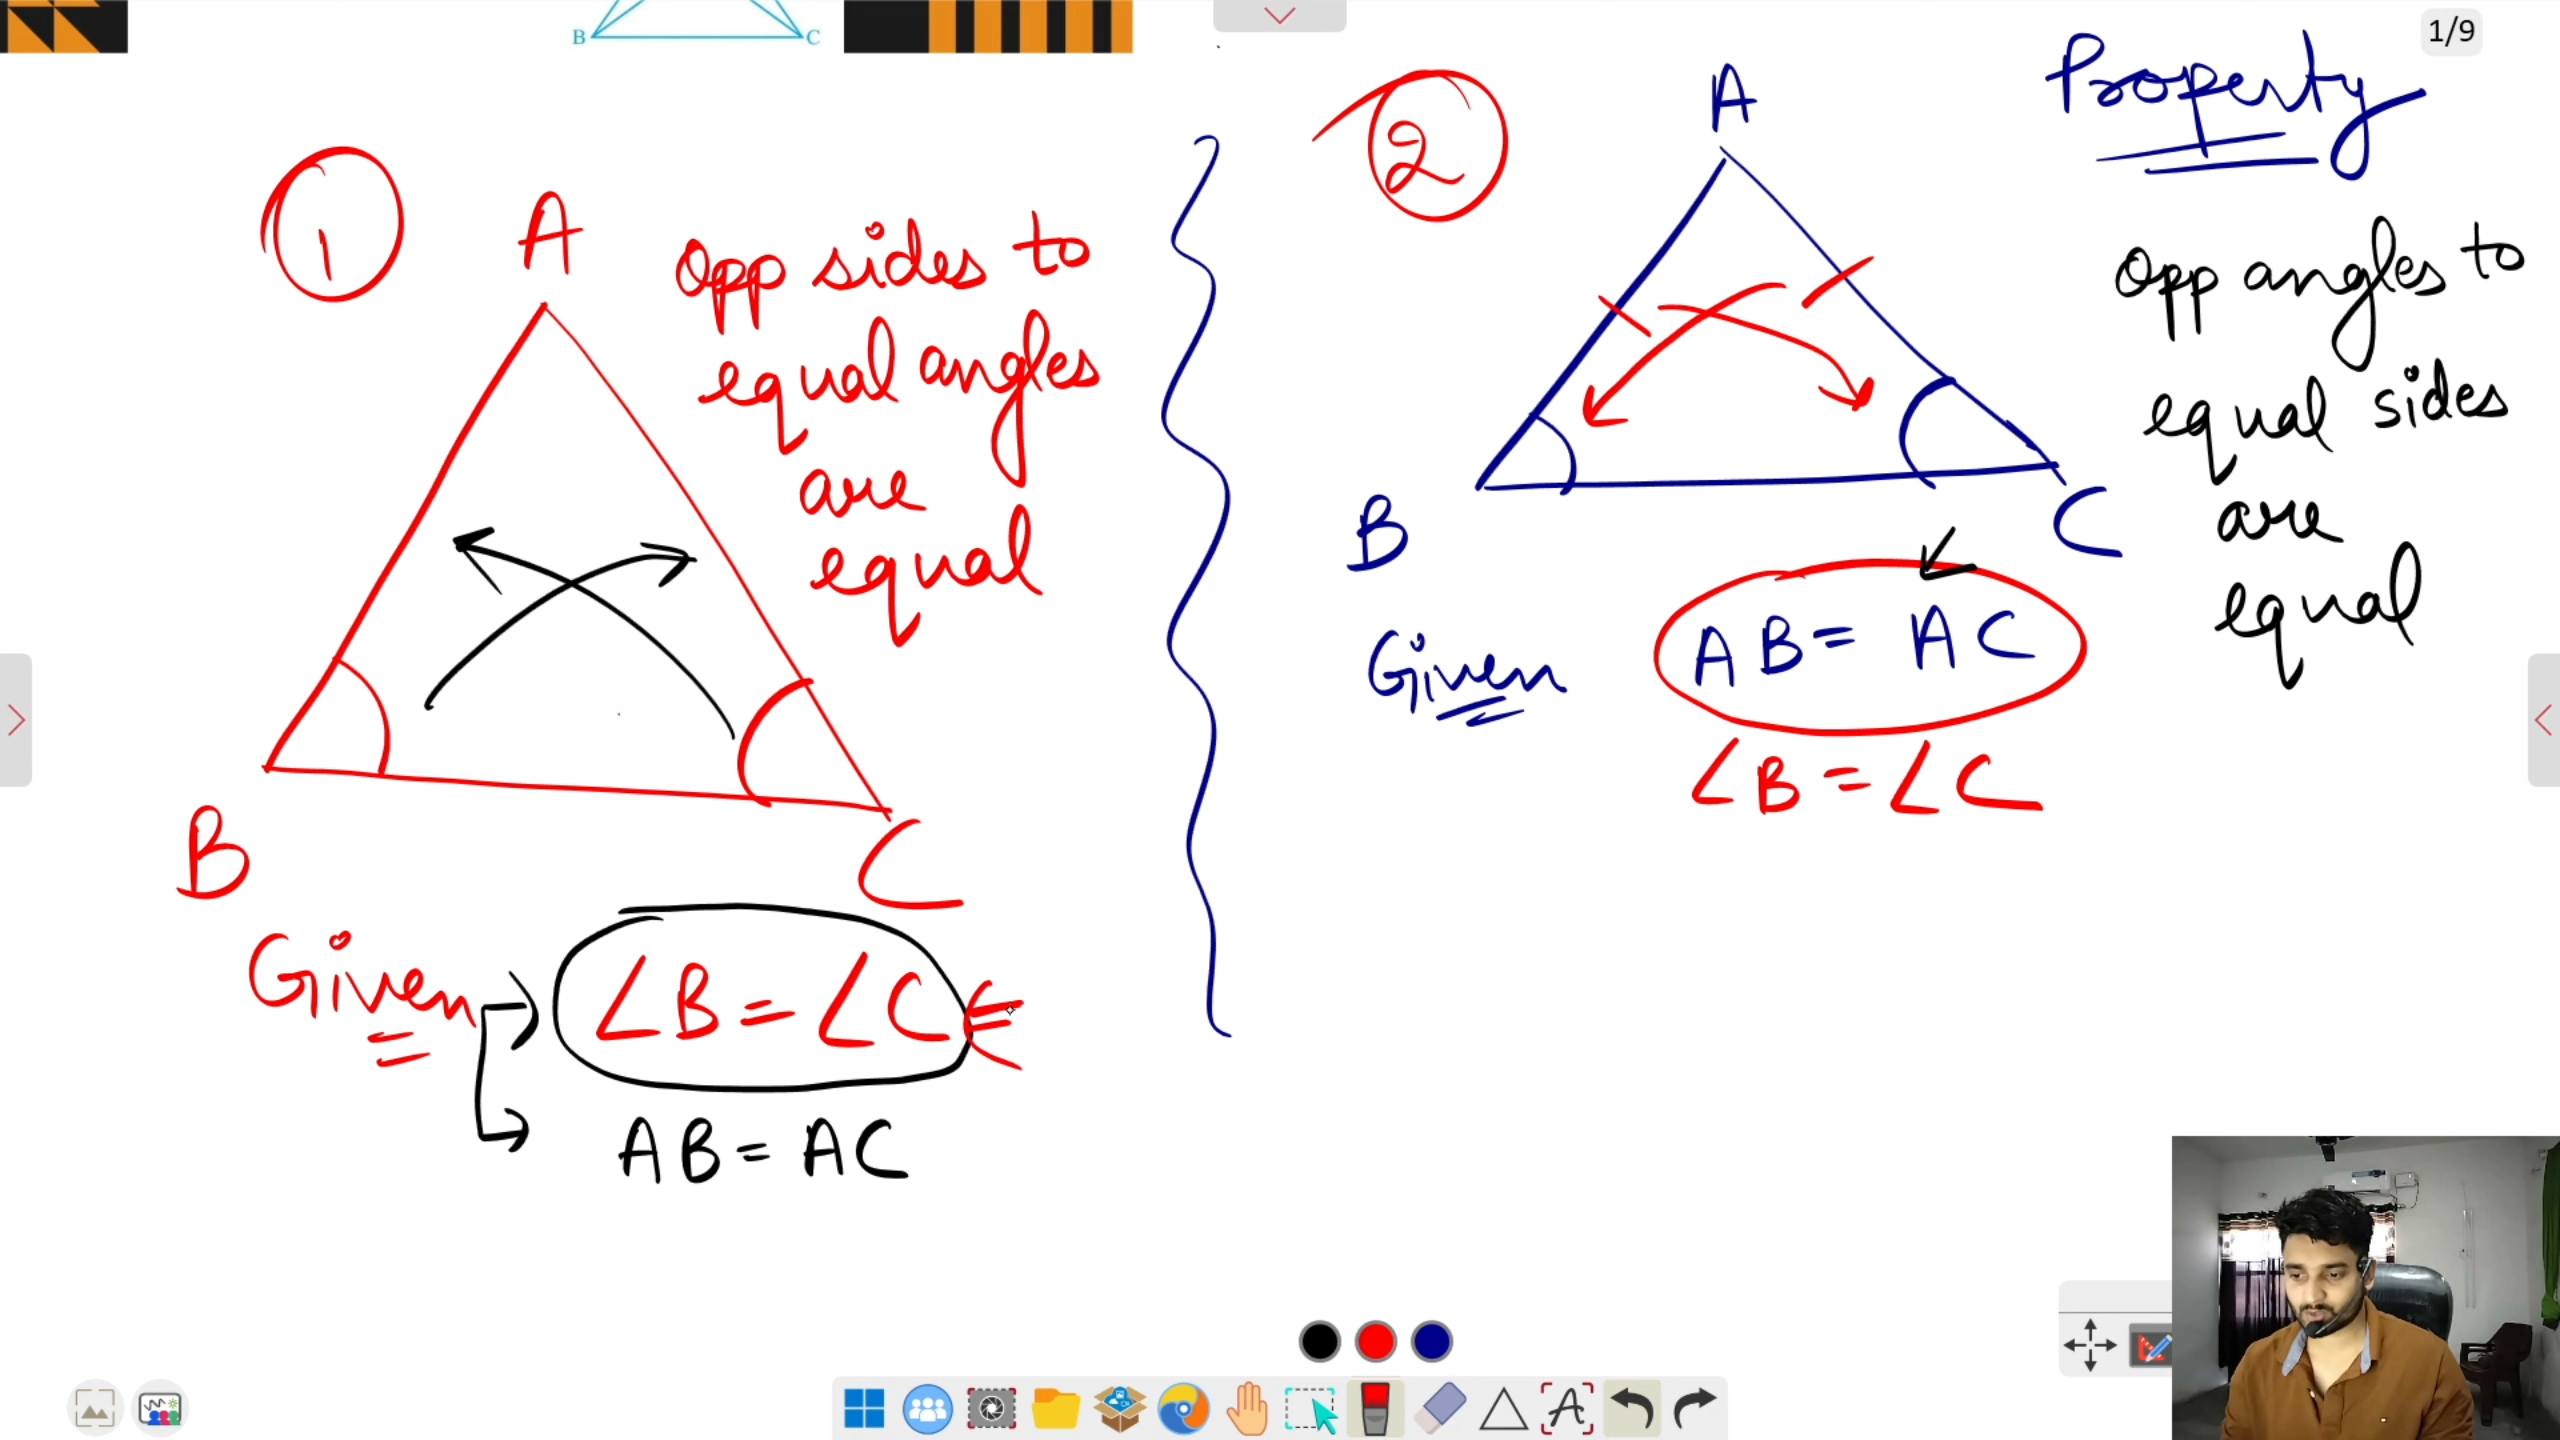 B C
1/9
Property
1
A
Opp sides to
equal angles
are
equal
B
C
Given
∠B = ∠C
AB = AC
2
A
B
C
Opp angles to
equal sides
are
equal
Given
AB = AC
∠B = ∠C